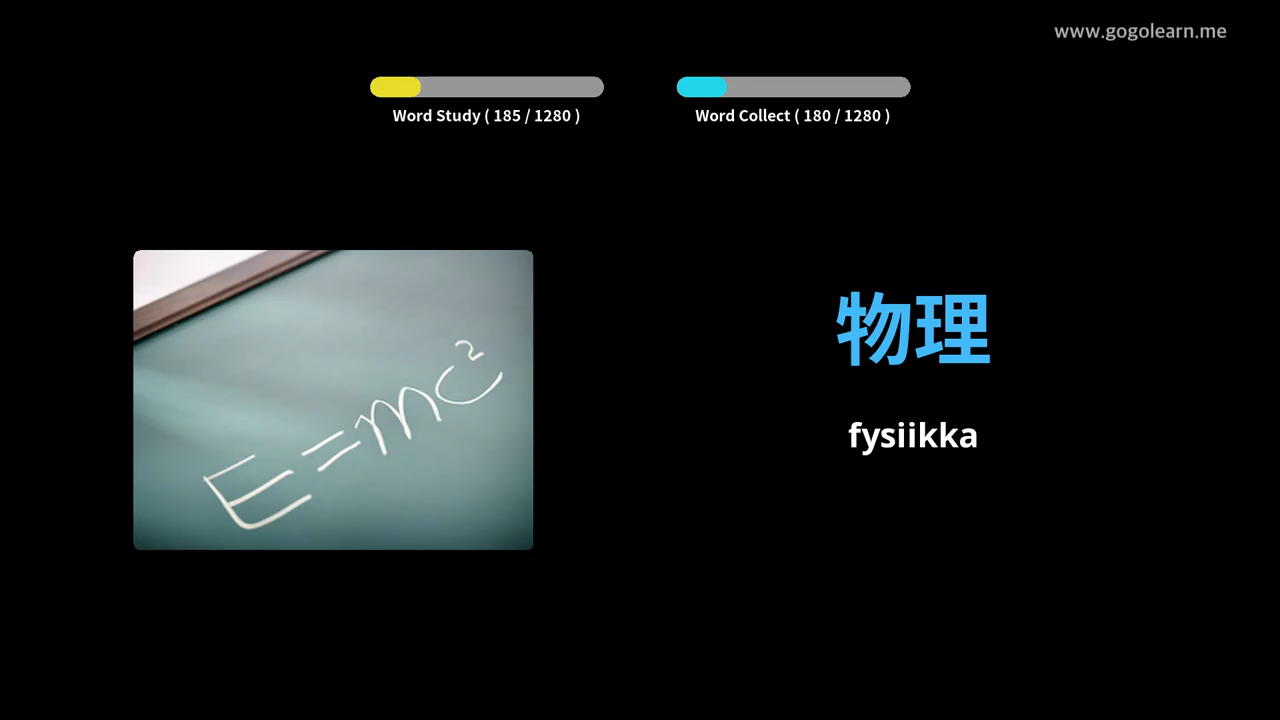 www.gogolearn.me
Word Study ( 185 / 1280 )
Word Collect ( 180 / 1280 )
E=mc²
物理
fysiikka